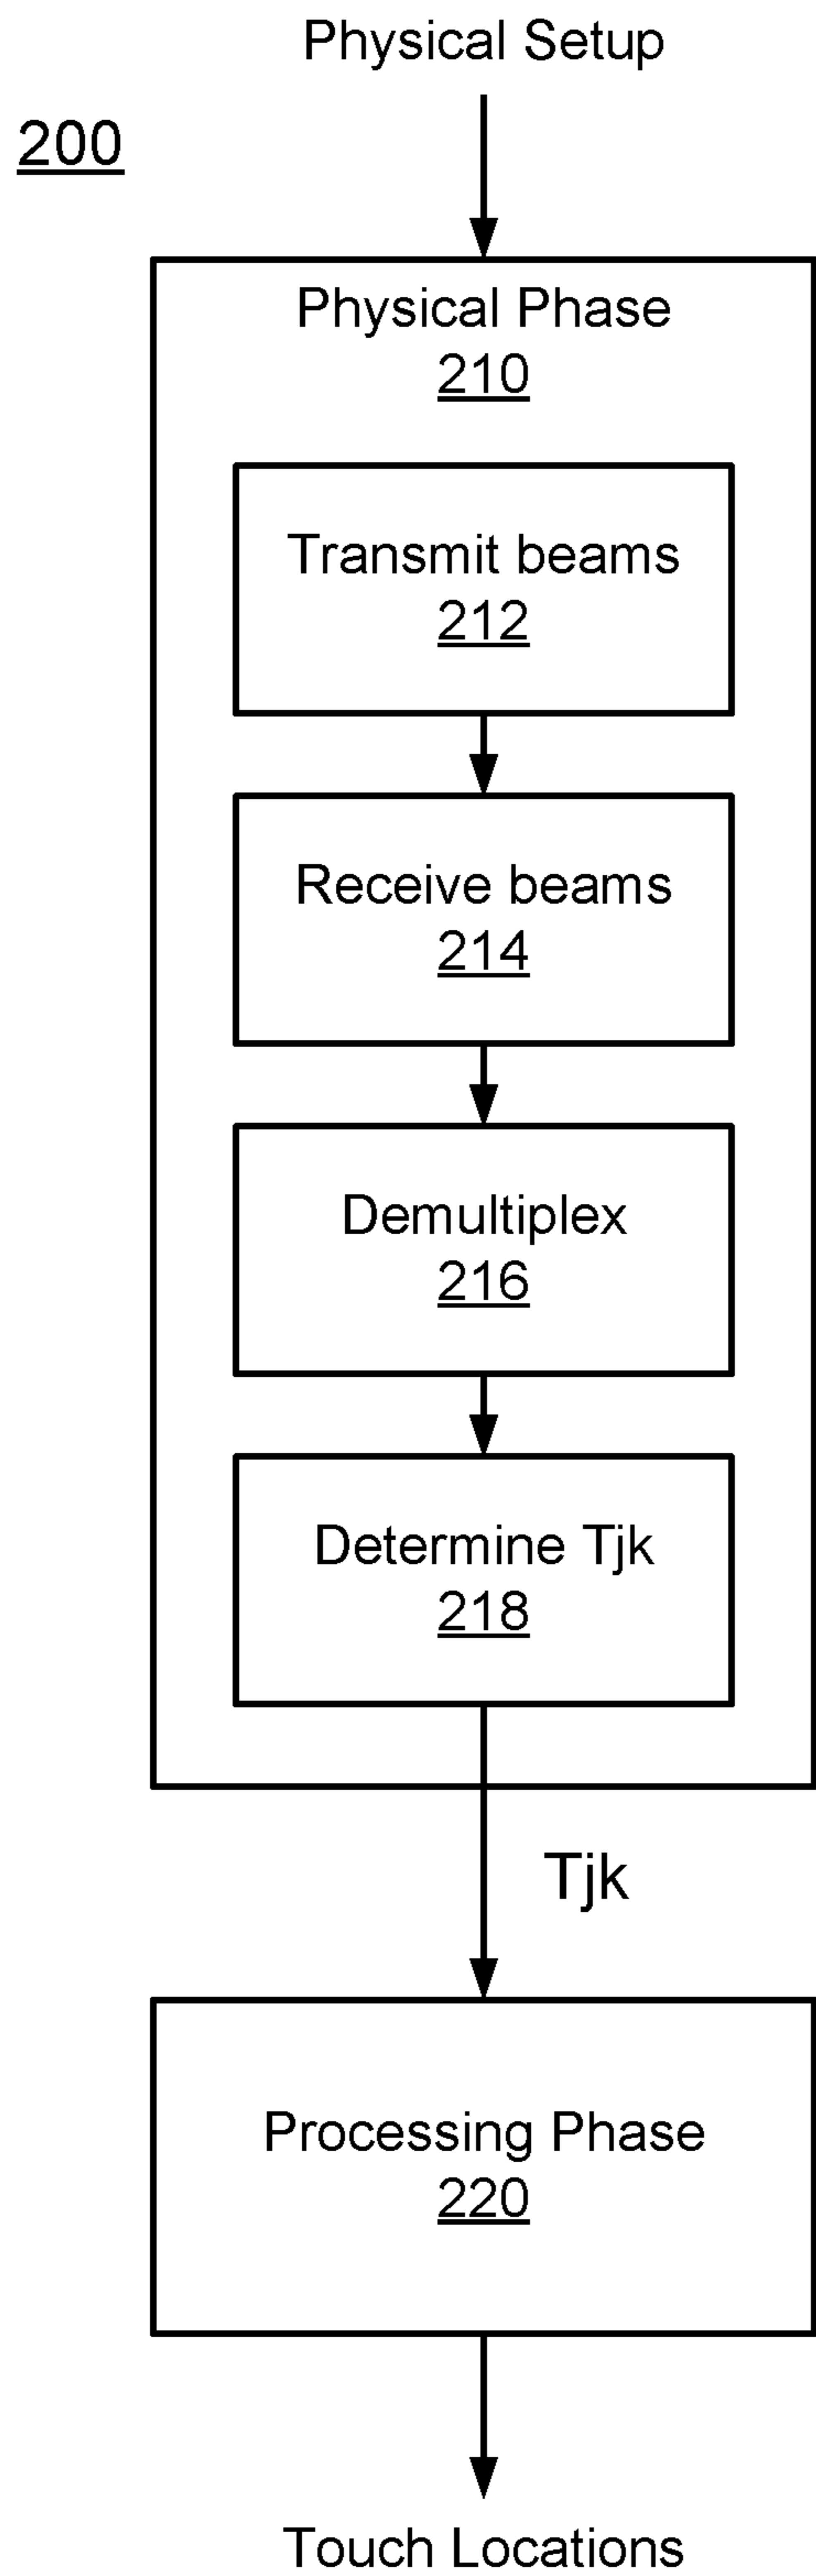 Physical Setup
200
Physical Phase
210
Transmit beams
212
Receive beams
214
Demultiplex
216
Determine Tjk
218
Tjk
Processing Phase
220
Touch Locations